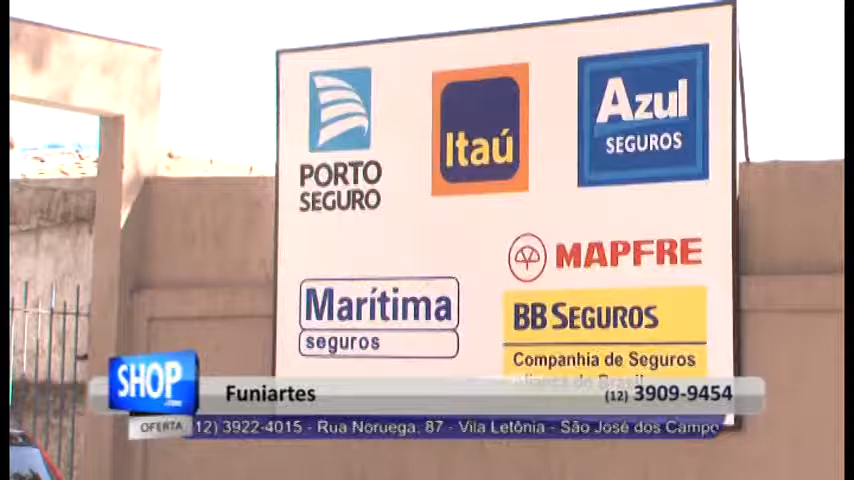 PORTO
SEGURO
Itaú
Azul
SEGUROS
MAPFRE
Marítima
seguros
BB SEGUROS
Companhia de Seguros
SHOP
Funiartes
(12) 3909-9454
OFERTA
12) 3922-4015 - Rua Noruega, 87 - Vila Letônia - São José dos Campo